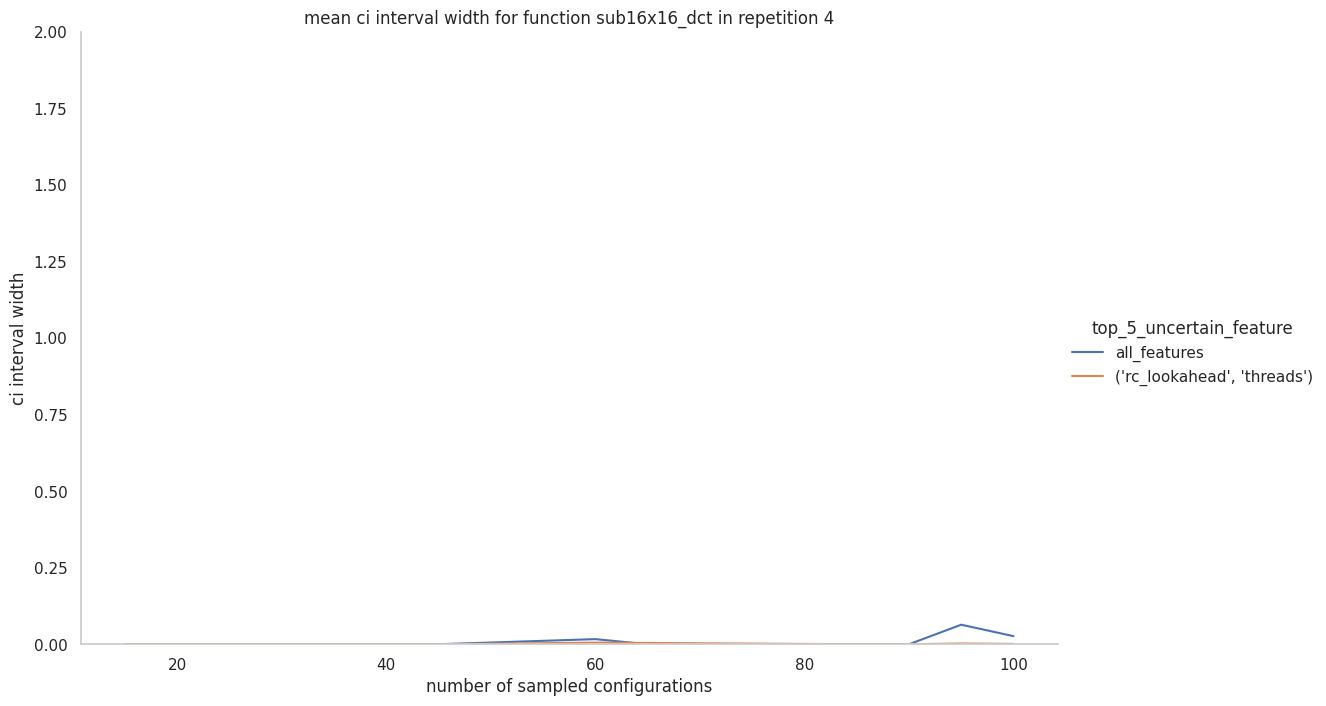 mean ci interval width for function sub16x16_dct in repetition 4
2.00
1.75
1.50
1.25
1.00
0.75
0.50
0.25
0.00
ci interval width
20
40
60
80
100
number of sampled configurations
top_5_uncertain_feature
all_features
('rc_lookahead', 'threads')